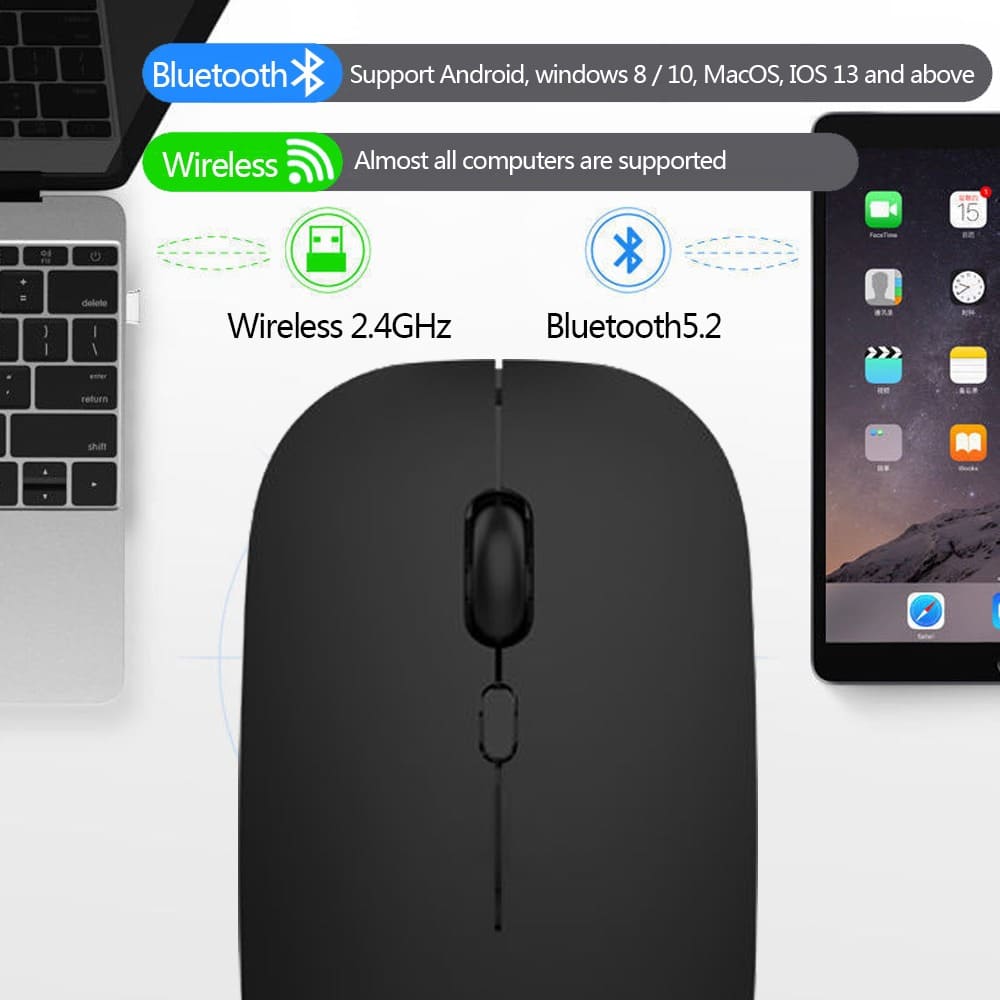 Bluetooth
Support Android, windows 8 / 10, MacOS, IOS 13 and above
Wireless
Almost all computers are supported
Wireless 2.4GHz
Bluetooth5.2
delete
enter
return
shift
FaceTime
15
1
iBooks
Safari